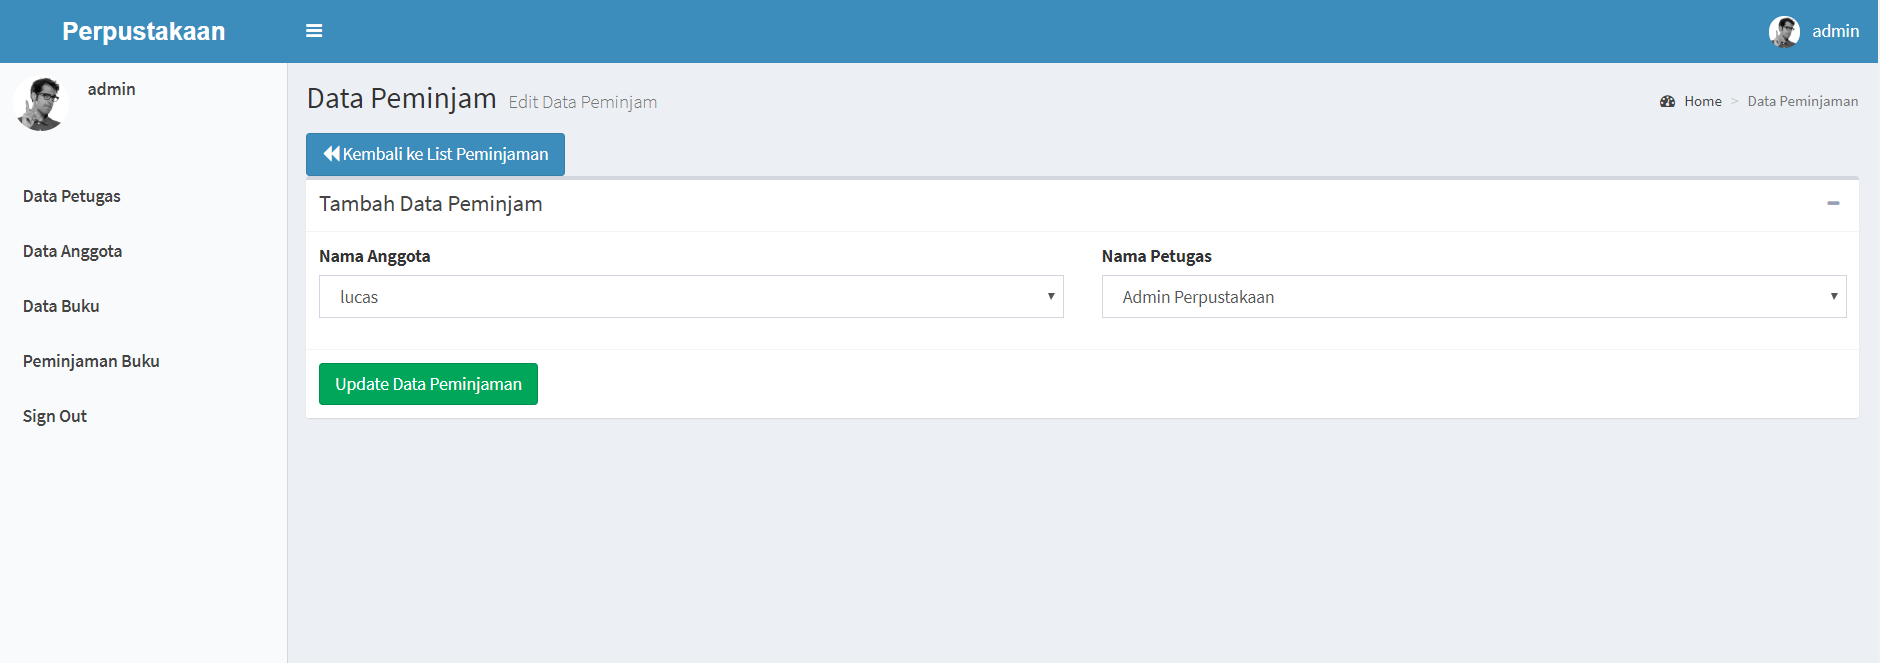 Perpustakaan
admin
admin
Data Petugas
Data Anggota
Data Buku
Peminjaman Buku
Sign Out
Data Peminjam Edit Data Peminjam
Home > Data Peminjaman
Kembali ke List Peminjaman
Tambah Data Peminjam
Nama Anggota
lucas
Nama Petugas
Admin Perpustakaan
Update Data Peminjaman